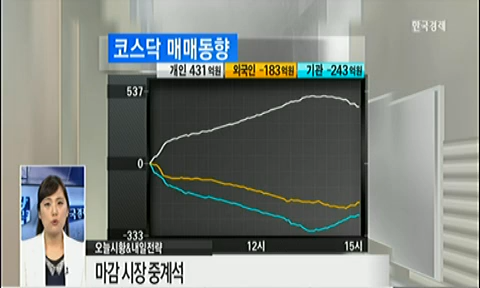 한국경제
코스닥 매매동향
개인 431억원 외국인 -183억원 기관 -243억원
537
0
-333
12시 15시
오늘시황&내일전략
마감 시장 중계석